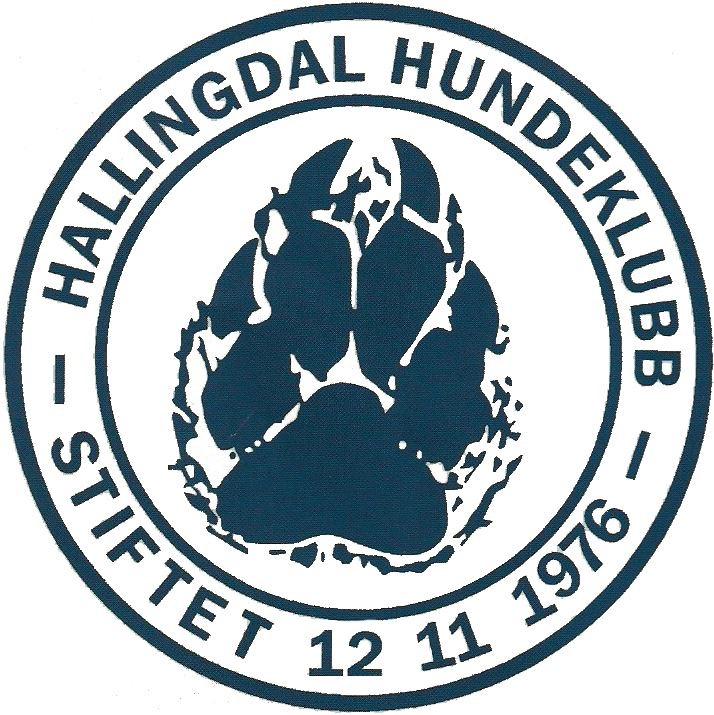 HALLINGDAL HUNDEKLUBB
– STIFTET 12 11 1976 –